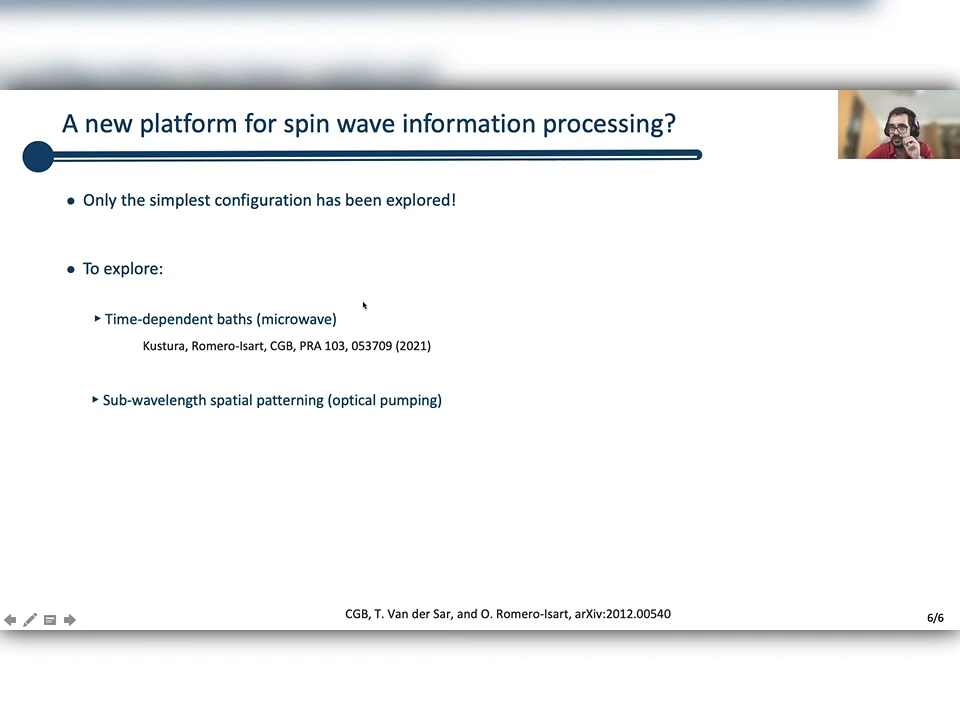 A new platform for spin wave information processing?
● Only the simplest configuration has been explored!
● To explore:
▸ Time-dependent baths (microwave)
Kustura, Romero-Isart, CGB, PRA 103, 053709 (2021)
▸ Sub-wavelength spatial patterning (optical pumping)
CGB, T. Van der Sar, and O. Romero-Isart, arXiv:2012.00540
6/6